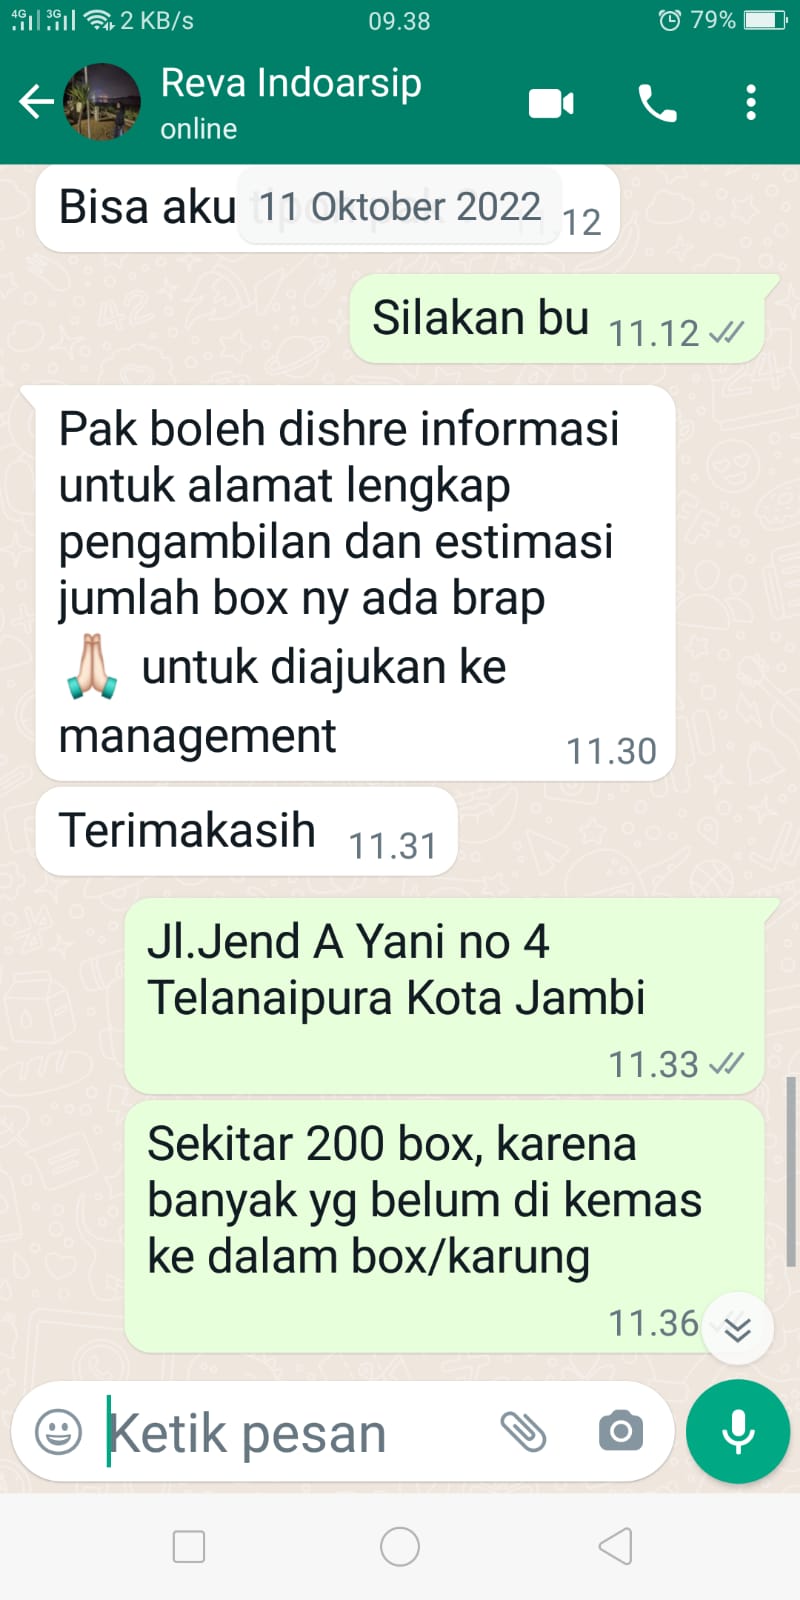 4G 3G 2 KB/s 09.38 79%
Reva Indoarsip
online
Bisa aku
11 Oktober 2022
12
Silakan bu 11.12
Pak boleh dishre informasi
untuk alamat lengkap
pengambilan dan estimasi
jumlah box ny ada brap
🙏🏻 untuk diajukan ke
management 11.30
Terimakasih 11.31
Jl.Jend A Yani no 4
Telanaipura Kota Jambi
11.33
Sekitar 200 box, karena
banyak yg belum di kemas
ke dalam box/karung
11.36
Ketik pesan